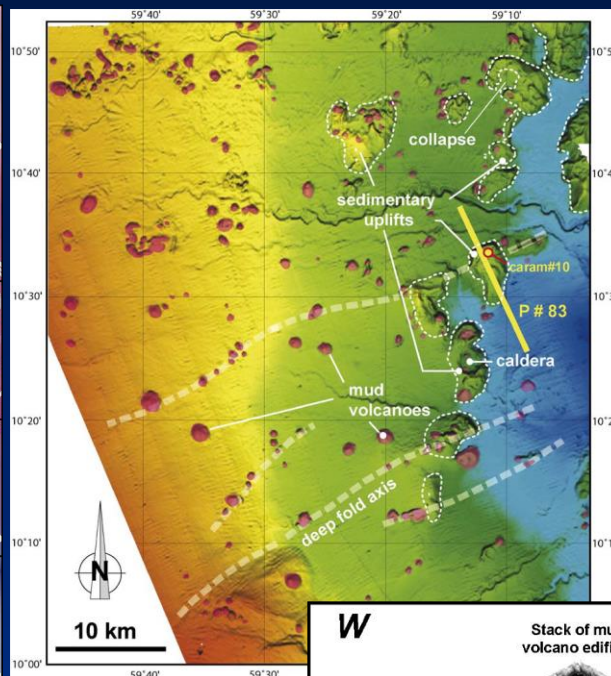 59°40' 59°30' 59°20' 59°10'
10°50'
collapse
10°40'
sedimentary
uplifts
caram#10
10°30'
P # 83
caldera
mud
volcanoes
10°20'
deep fold axis
10°10'
N
10 km
10°00'
59°40' 59°30'
W
Stack of mu
volcano edifi